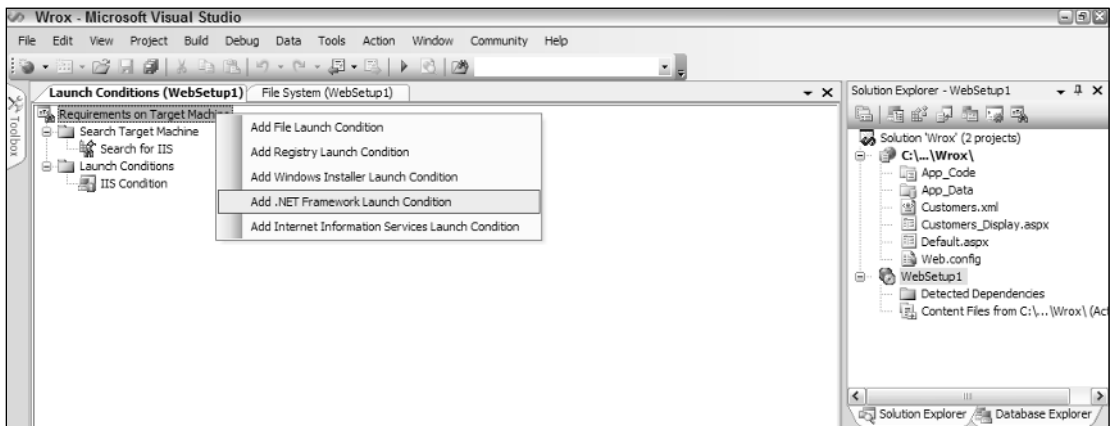 Wrox - Microsoft Visual Studio
File Edit View Project Build Debug Data Tools Action Window Community Help
Toolbox
Launch Conditions (WebSetup1) File System (WebSetup1)
Requirements on Target Machine
Search Target Machine
Search for IIS
Launch Conditions
IIS Condition
Add File Launch Condition
Add Registry Launch Condition
Add Windows Installer Launch Condition
Add .NET Framework Launch Condition
Add Internet Information Services Launch Condition
Solution Explorer - WebSetup1
Solution 'Wrox' (2 projects)
C:\...\Wrox\
App_Code
App_Data
Customers.xml
Customers_Display.aspx
Default.aspx
Web.config
WebSetup1
Detected Dependencies
Content Files from C:\...\Wrox\ (Act
Solution Explorer Database Explorer